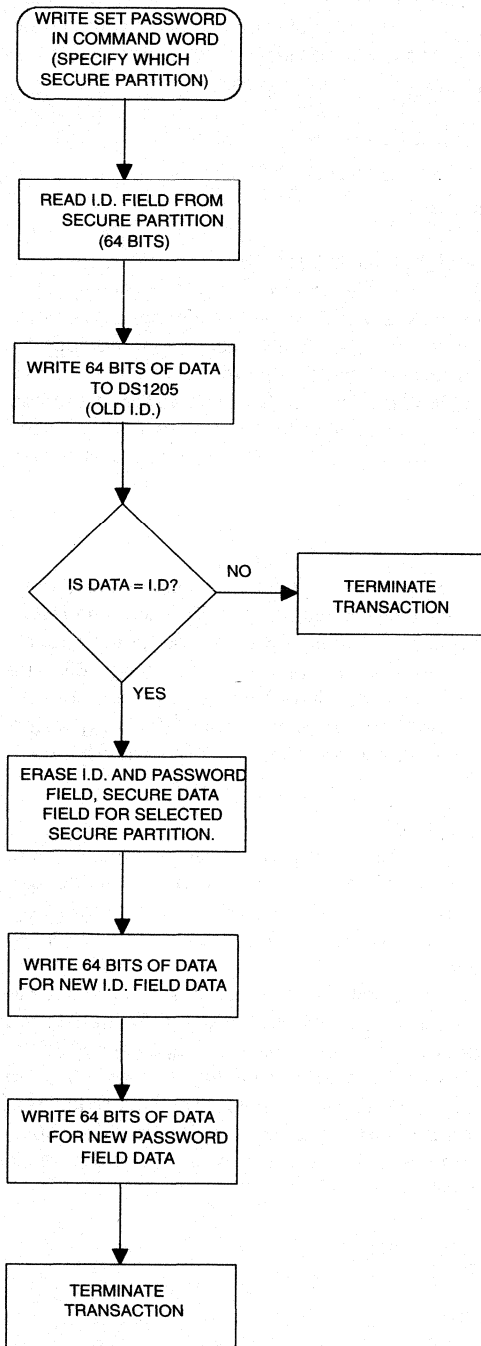 WRITE SET PASSWORD
IN COMMAND WORD
(SPECIFY WHICH
SECURE PARTITION)
READ I.D. FIELD FROM
SECURE PARTITION
(64 BITS)
WRITE 64 BITS OF DATA
TO DS1205
(OLD I.D.)
IS DATA = I.D?
NO
TERMINATE
TRANSACTION
YES
ERASE I.D. AND PASSWORD
FIELD, SECURE DATA
FIELD FOR SELECTED
SECURE PARTITION.
WRITE 64 BITS OF DATA
FOR NEW I.D. FIELD DATA
WRITE 64 BITS OF DATA
FOR NEW PASSWORD
FIELD DATA
TERMINATE
TRANSACTION